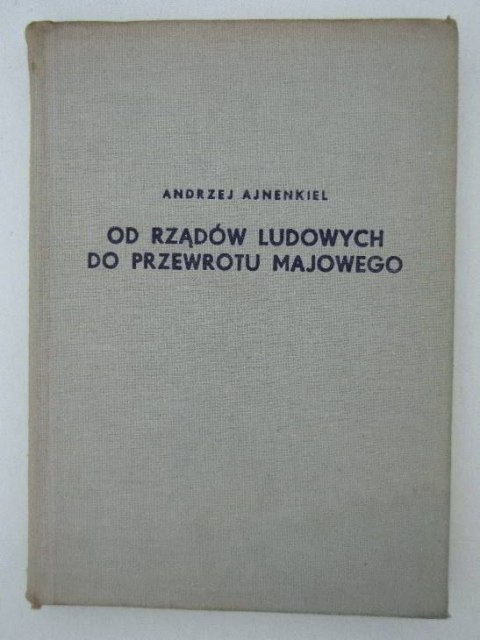 ANDRZEJ AJNENKIEL
OD RZĄDÓW LUDOWYCH
DO PRZEWROTU MAJOWEGO